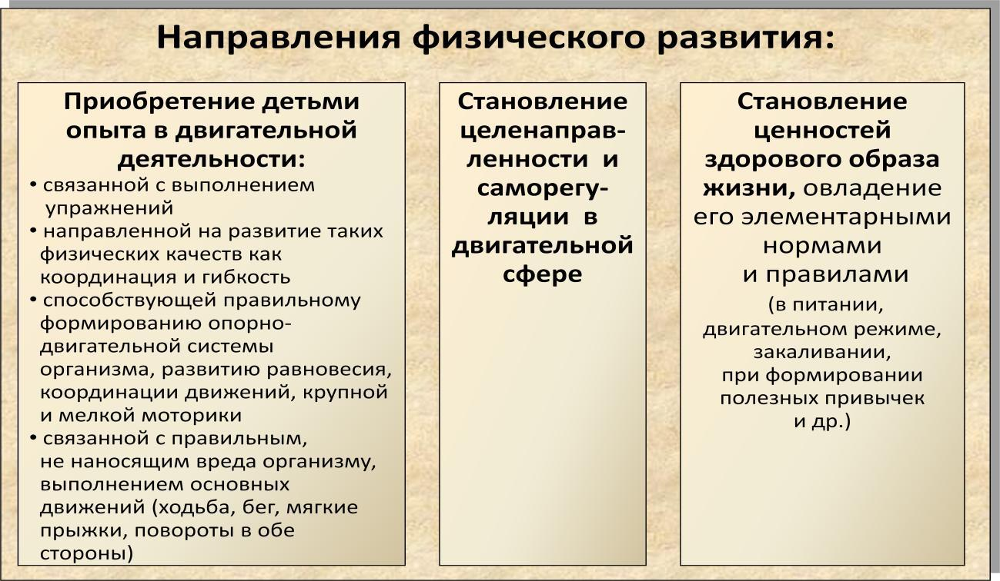 Направления физического развития:
Приобретение детьми
опыта в двигательной
деятельности:
• связанной с выполнением
упражнений
• направленной на развитие таких
физических качеств как
координация и гибкость
• способствующей правильному
формированию опорно-
двигательной системы
организма, развитию равновесия,
координации движений, крупной
и мелкой моторики
• связанной с правильным,
не наносящим вреда организму,
выполнением основных
движений (ходьба, бег, мягкие
прыжки, повороты в обе
стороны)
Становление
целенаправ-
ленности и
саморегу-
ляции в
двигательной
сфере
Становление
ценностей
здорового образа
жизни, овладение
его элементарными
нормами
и правилами
(в питании,
двигательном режиме,
закаливании,
при формировании
полезных привычек
и др.)